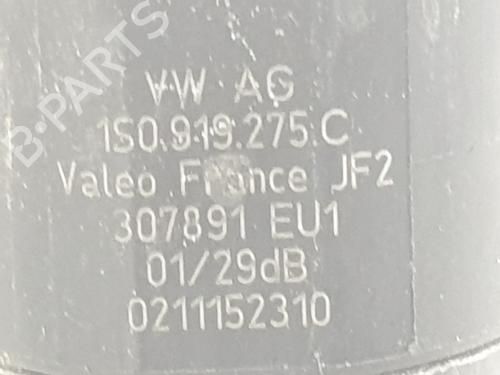 B-PARTS
VW AG
1S0.919.275.C
Valeo France JF2
307891 EU1
01/29dB
0211152310